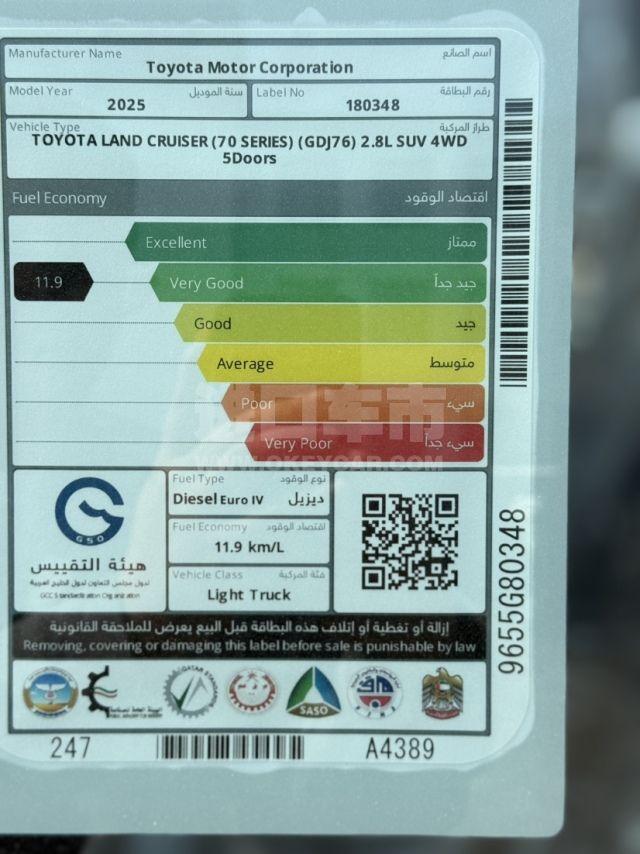 Manufacturer Name اسم الصانع
Toyota Motor Corporation
Model Year سنة الموديل
2025
Label No رقم البطاقة
180348
Vehicle Type طراز المركبة
TOYOTA LAND CRUISER (70 SERIES) (GDJ76) 2.8L SUV 4WD
5Doors
Fuel Economy اقتصاد الوقود
Excellent ممتاز
11.9 Very Good جيد جداً
Good جيد
Average متوسط
Poor سيء
Very Poor سيء جداً
WWW.OKEYCAR.COM
GSO
هيئة التقييس
لدول مجلس التعاون لدول الخليج العربية
GCC Standardization Organization
Fuel Type نوع الوقود
Diesel Euro IV ديزيل
Fuel Economy اقتصاد الوقود
11.9 km/L
Vehicle Class فئة المركبة
Light Truck
إزالة أو تغطية أو إتلاف هذه البطاقة قبل البيع يعرض للملاحقة القانونية
Removing, covering or damaging this label before sale is punishable by law
SASO
247
A4389
9655G80348